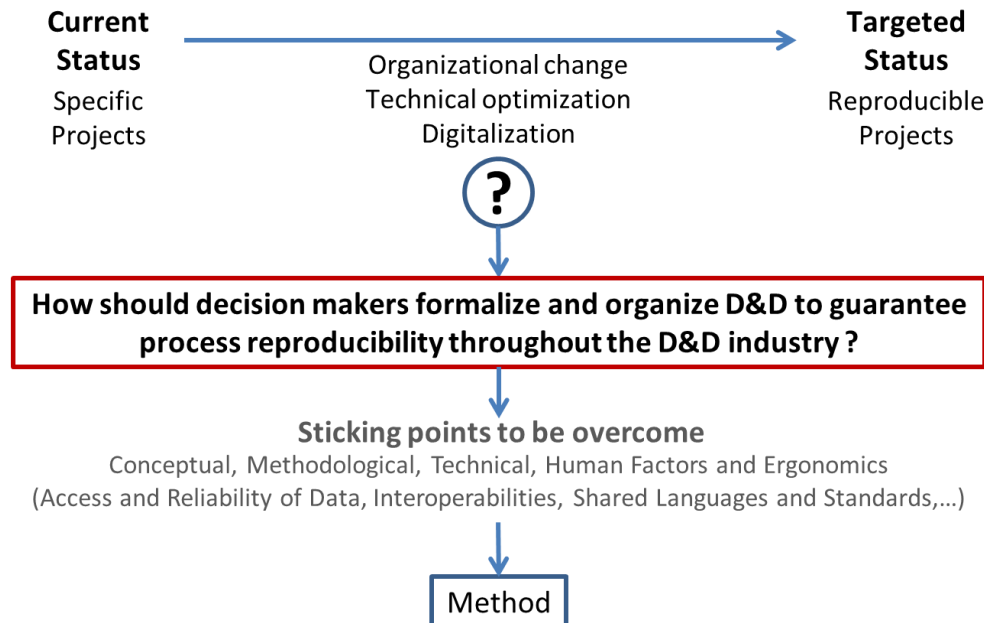 Current
Status
Specific
Projects
Organizational change
Technical optimization
Digitalization
Targeted
Status
Reproducible
Projects
?
How should decision makers formalize and organize D&D to guarantee
process reproducibility throughout the D&D industry ?
Sticking points to be overcome
Conceptual, Methodological, Technical, Human Factors and Ergonomics
(Access and Reliability of Data, Interoperabilities, Shared Languages and Standards,...)
Method